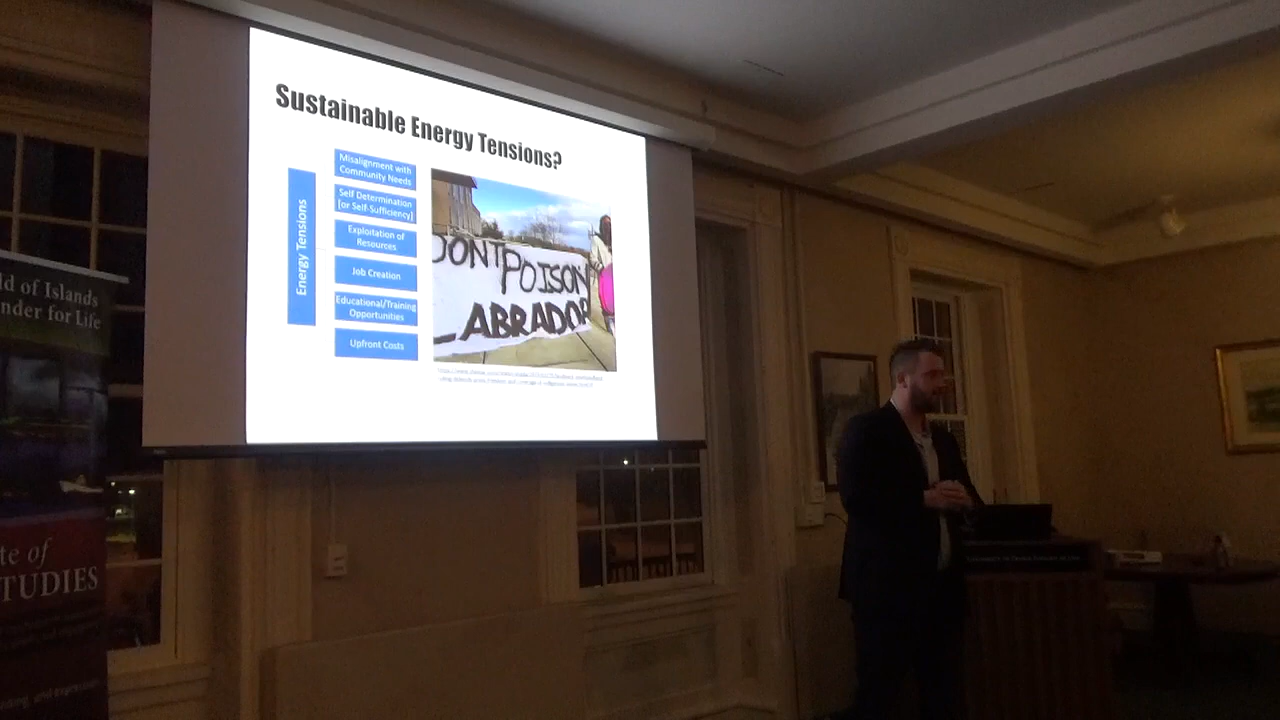 Sustainable Energy Tensions?
Energy Tensions
Misalignment with
Community Needs
Self Determination
[or Self-Sufficiency]
Exploitation of
Resources
Job Creation
Educational/Training
Opportunities
Upfront Costs
DONT POISON
LABRADOR
ld of Islands
nder for Life
te of
TUDIES